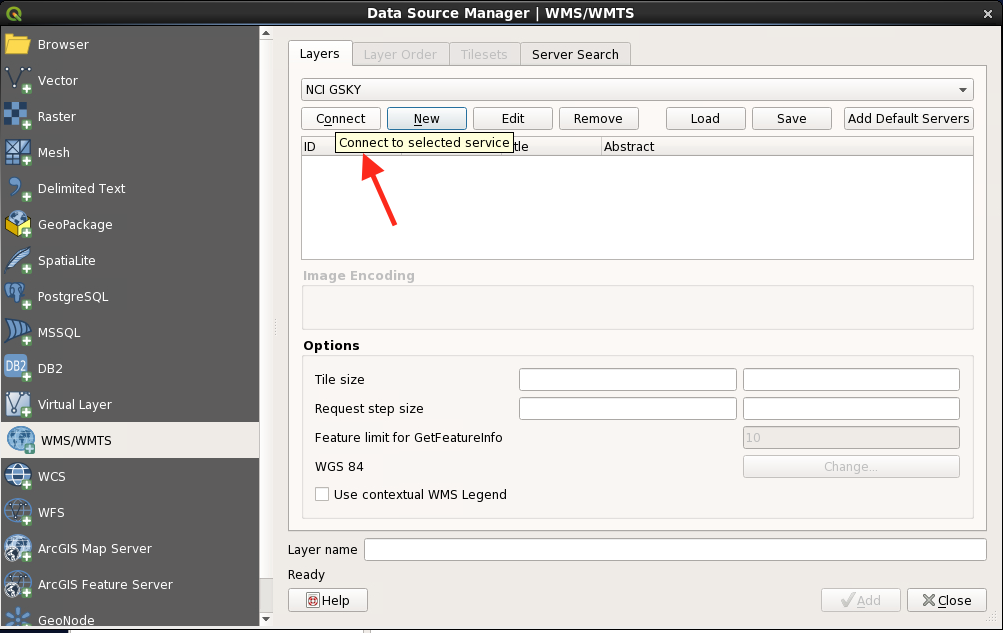 Data Source Manager | WMS/WMTS
Browser
Vector
Raster
Mesh
Delimited Text
GeoPackage
SpatiaLite
PostgreSQL
MSSQL
DB2
DB2
Virtual Layer
WMS/WMTS
WCS
WFS
ArcGIS Map Server
ArcGIS Feature Server
GeoNode
Layers Layer Order Tilesets Server Search
NCI GSKY
Connect New Edit Remove Load Save Add Default Servers
Connect to selected service
ID tle Abstract
Image Encoding
Options
Tile size
Request step size
Feature limit for GetFeatureInfo 10
WGS 84 Change...
Use contextual WMS Legend
Layer name
Ready
Help Add Close